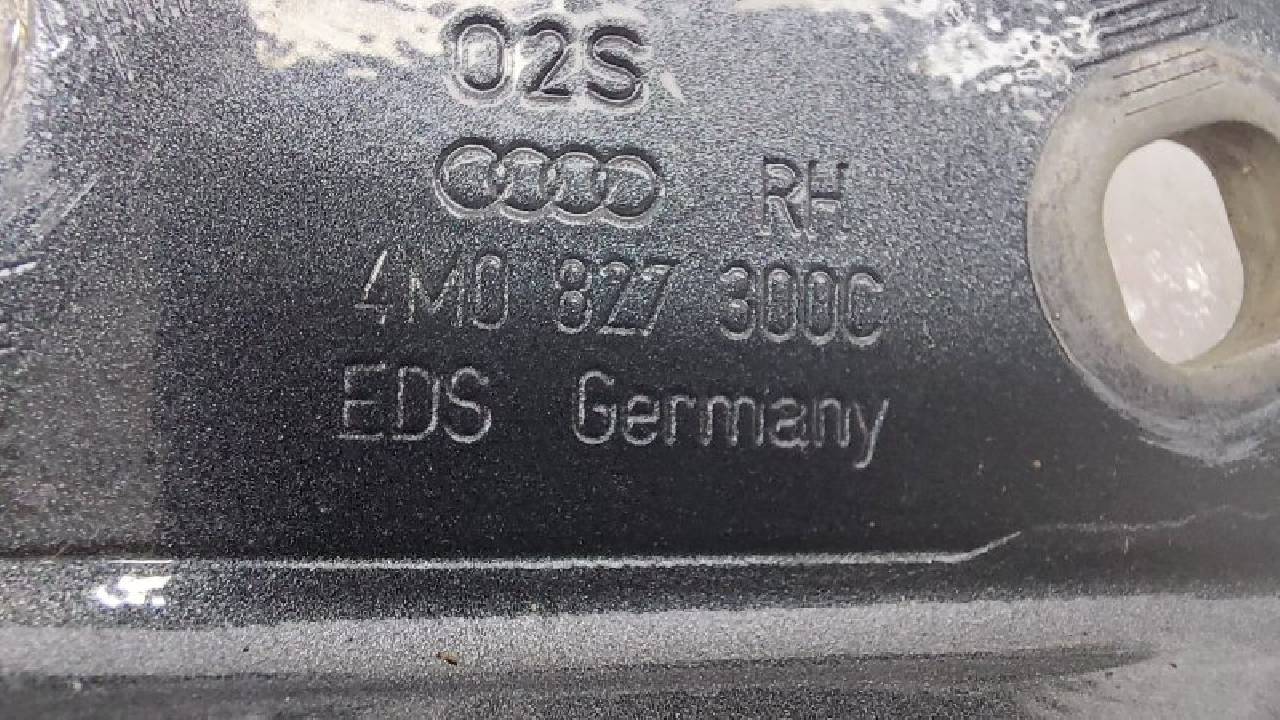 02S
RH
4M0 827 300C
EDS Germany